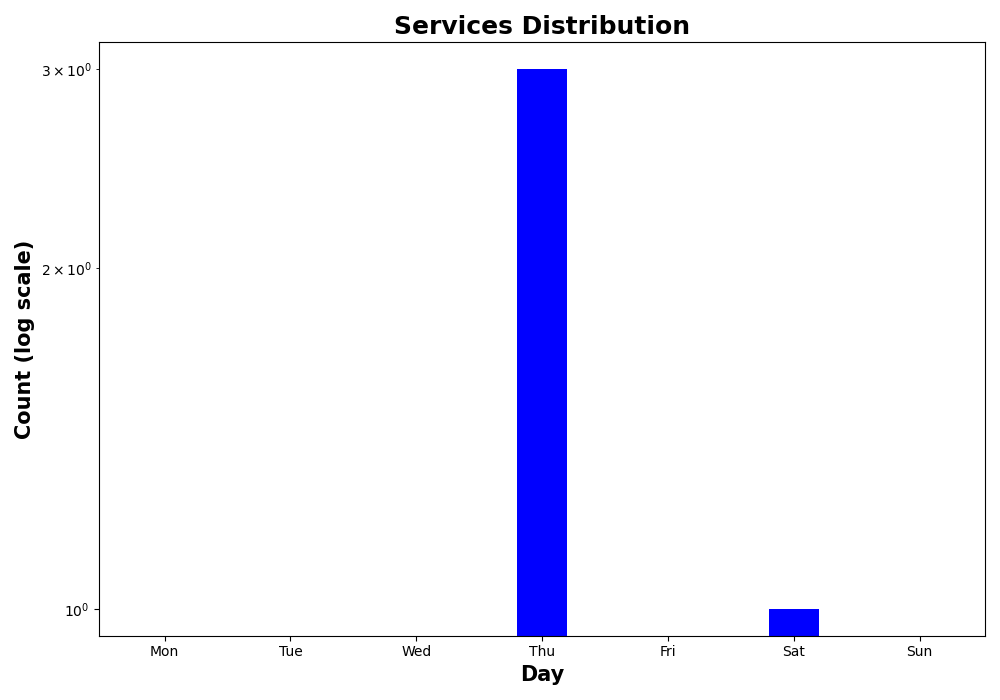 Services Distribution
Count (log scale)
3 × 10⁰
2 × 10⁰
10⁰
Mon Tue Wed Thu Fri Sat Sun
Day